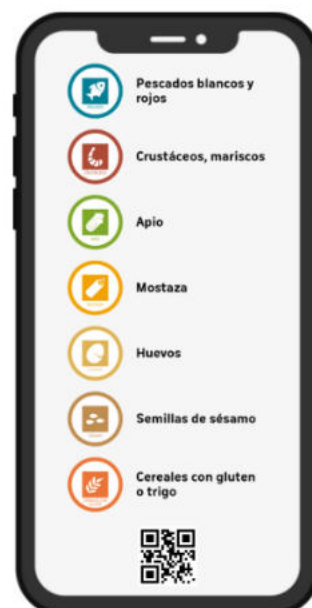 Pescados blancos y
rojos
Crustáceos, mariscos
Apio
Mostaza
Huevos
Semillas de sésamo
Cereales con gluten
o trigo